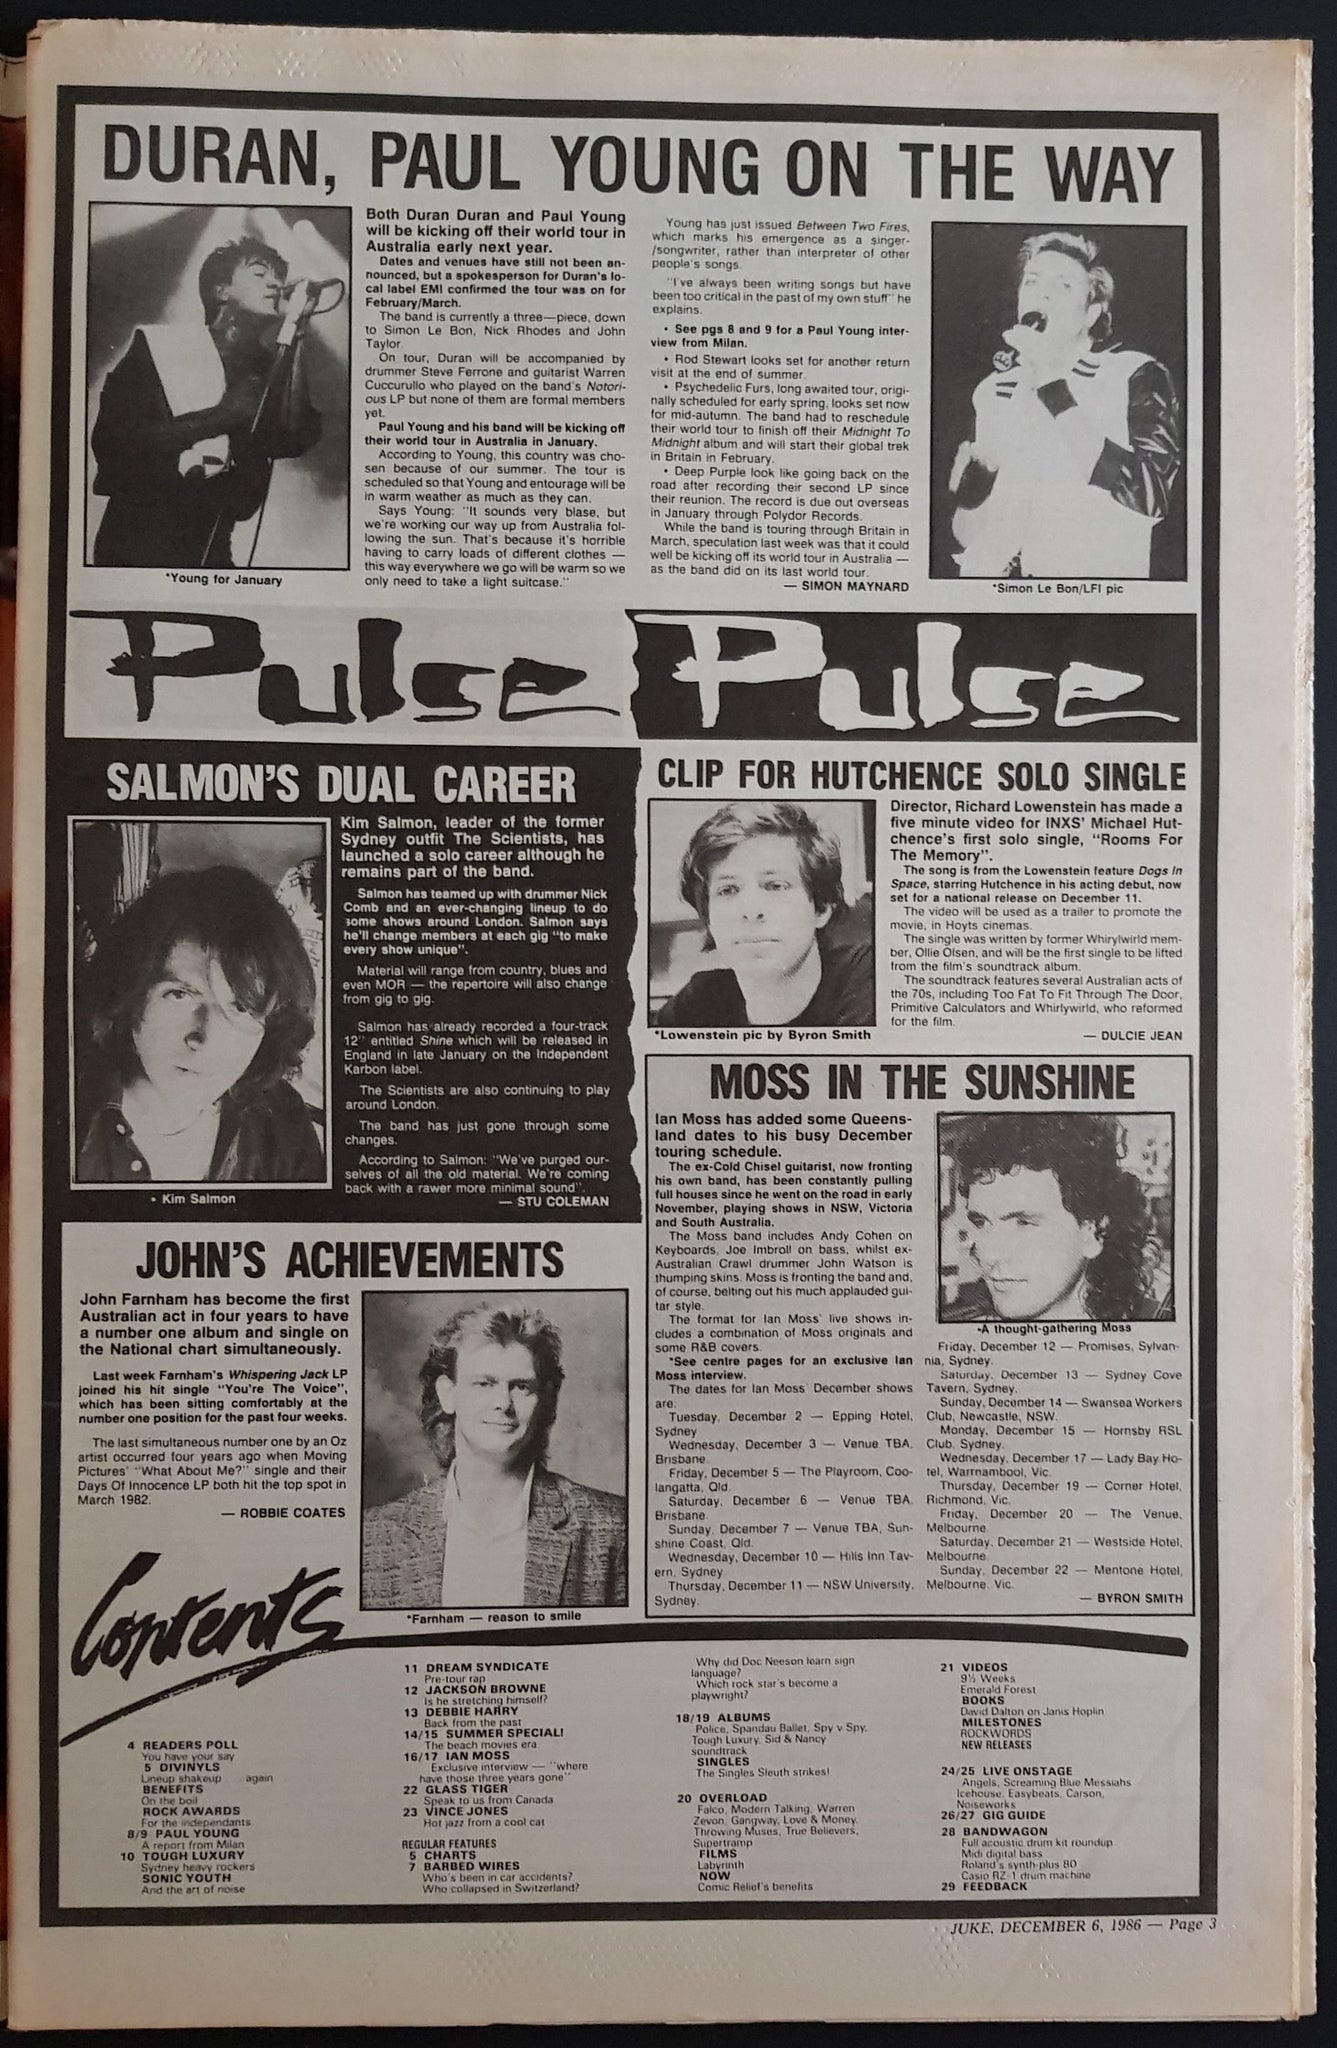 DURAN, PAUL YOUNG ON THE WAY
*Young for January
Both Duran Duran and Paul Young
will be kicking off their world tour in
Australia early next year.
Dates and venues have still not been an-
nounced, but a spokesperson for Duran's lo-
cal label EMI confirmed the tour was on for
February/March.
The band is currently a three—piece, down
to Simon Le Bon, Nick Rhodes and John
Taylor.
On tour, Duran will be accompanied by
drummer Steve Ferrone and guitarist Warren
Cuccurullo who played on the band's Notori-
ous LP but none of them are formal members
yet.
Paul Young and his band will be kicking off
their world tour in Australia in January.
According to Young, this country was cho-
sen because of our summer. The tour is
scheduled so that Young and entourage will be
in warm weather as much as they can.
Says Young: "It sounds very blase, but
we're working our way up from Australia fol-
lowing the sun. That's because it's horrible
having to carry loads of different clothes —
this way everywhere we go will be warm so we
only need to take a light suitcase."
Young has just issued Between Two Fires,
which marks his emergence as a singer-
/songwriter, rather than interpreter of other
people's songs.
"I've always been writing songs but have
been too critical in the past of my own stuff" he
explains.
• See pgs 8 and 9 for a Paul Young inter-
view from Milan.
• Rod Stewart looks set for another return
visit at the end of summer.
• Psychedelic Furs, long awaited tour, origi-
nally scheduled for early spring, looks set now
for mid-autumn. The band had to reschedule
their world tour to finish off their Midnight To
Midnight album and will start their global trek
in Britain in February.
• Deep Purple look like going back on the
road after recording their second LP since
their reunion. The record is due out overseas
in January through Polydor Records.
While the band is touring through Britain in
March, speculation last week was that it could
well be kicking off its world tour in Australia —
as the band did on its last world tour.
— SIMON MAYNARD
*Simon Le Bon/LFI pic
Pulse Pulse
SALMON'S DUAL CAREER
• Kim Salmon
Kim Salmon, leader of the former
Sydney outfit The Scientists, has
launched a solo career although he
remains part of the band.
Salmon has teamed up with drummer Nick
Comb and an ever-changing lineup to do
some shows around London. Salmon says
he'll change members at each gig "to make
every show unique".
Material will range from country, blues and
even MOR — the repertoire will also change
from gig to gig.
Salmon has already recorded a four-track
12" entitled Shine which will be released in
England in late January on the Independent
Karbon label.
The Scientists are also continuing to play
around London.
The band has just gone through some
changes.
According to Salmon: "We've purged our-
selves of all the old material. We're coming
back with a rawer more minimal sound".
— STU COLEMAN
CLIP FOR HUTCHENCE SOLO SINGLE
*Lowenstein pic by Byron Smith
Director, Richard Lowenstein has made a
five minute video for INXS' Michael Hut-
chence's first solo single, "Rooms For
The Memory".
The song is from the Lowenstein feature Dogs In
Space, starring Hutchence in his acting debut, now
set for a national release on December 11.
The video will be used as a trailer to promote the
movie, in Hoyts cinemas.
The single was written by former Whirylwirld mem-
ber, Ollie Olsen, and will be the first single to be lifted
from the film's soundtrack album.
The soundtrack features several Australian acts of
the 70s, including Too Fat To Fit Through The Door,
Primitive Calculators and Whirlywirld, who reformed
for the film.
— DULCIE JEAN
JOHN'S ACHIEVEMENTS
John Farnham has become the first
Australian act in four years to have
a number one album and single on
the National chart simultaneously.
Last week Farnham's Whispering Jack LP
joined his hit single "You're The Voice",
which has been sitting comfortably at the
number one position for the past four weeks.
The last simultaneous number one by an Oz
artist occurred four years ago when Moving
Pictures' "What About Me?" single and their
Days Of Innocence LP both hit the top spot in
March 1982.
— ROBBIE COATES
*Farnham — reason to smile
MOSS IN THE SUNSHINE
Ian Moss has added some Queens-
land dates to his busy December
touring schedule.
The ex-Cold Chisel guitarist, now fronting
his own band, has been constantly pulling
full houses since he went on the road in early
November, playing shows in NSW, Victoria
and South Australia.
The Moss band includes Andy Cohen on
Keyboards, Joe Imbroll on bass, whilst ex-
Australian Crawl drummer John Watson is
thumping skins. Moss is fronting the band and,
of course, belting out his much applauded gui-
tar style.
The format for Ian Moss' live shows in-
cludes a combination of Moss originals and
some R&B covers.
*See centre pages for an exclusive Ian
Moss interview.
The dates for Ian Moss' December shows
are:
Tuesday, December 2 — Epping Hotel,
Sydney
Wednesday, December 3 — Venue TBA,
Brisbane.
Friday, December 5 — The Playroom, Coo-
langatta, Qld.
Saturday, December 6 — Venue TBA,
Brisbane.
Sunday, December 7 — Venue TBA, Sun-
shine Coast, Qld.
Wednesday, December 10 — Hills Inn Tav-
ern, Sydney
Thursday, December 11 — NSW University,
Sydney.
*A thought-gathering Moss
Friday, December 12 — Promises, Sylva-
nia, Sydney.
Saturday, December 13 — Sydney Cove
Tavern, Sydney.
Sunday, December 14 — Swansea Workers
Club, Newcastle, NSW.
Monday, December 15 — Hornsby RSL
Club, Sydney.
Wednesday, December 17 — Lady Bay Ho-
tel, Warrnambool, Vic.
Thursday, December 19 — Corner Hotel,
Richmond, Vic.
Friday, December 20 — The Venue,
Melbourne.
Saturday, December 21 — Westside Hotel,
Melbourne.
Sunday, December 22 — Mentone Hotel,
Melbourne, Vic.
— BYRON SMITH
Contents
4 READERS POLL
You have your say
5 DIVINYLS
Lineup shakeup again
BENEFITS
On the boil
ROCK AWARDS
For the independants
8/9 PAUL YOUNG
A report from Milan
10 TOUGH LUXURY
Sydney heavy rockers
SONIC YOUTH
And the art of noise
11 DREAM SYNDICATE
Pre-tour rap
12 JACKSON BROWNE
Is he stretching himself?
13 DEBBIE HARRY
Back from the past
14/15 SUMMER SPECIAL!
The beach movies era
16/17 IAN MOSS
Exclusive interview — "where
have those three years gone"
22 GLASS TIGER
Speak to us from Canada
23 VINCE JONES
Hot jazz from a cool cat
REGULAR FEATURES
5 CHARTS
7 BARBED WIRES
Who's been in car accidents?
Who collapsed in Switzerland?
Why did Doc Neeson learn sign
language?
Which rock star's become a
playwright?
18/19 ALBUMS
Police, Spandau Ballet, Spy v Spy,
Tough Luxury, Sid & Nancy
soundtrack
SINGLES
The Singles Sleuth strikes!
20 OVERLOAD
Falco, Modern Talking, Warren
Zevon, Gangway, Love & Money,
Throwing Muses, True Believers,
Supertramp
FILMS
Labyrinth
NOW
Comic Relief's benefits
21 VIDEOS
9½ Weeks
Emerald Forest
BOOKS
David Dalton on Janis Hoplin
MILESTONES
ROCKWORDS
NEW RELEASES
24/25 LIVE ONSTAGE
Angels, Screaming Blue Messiahs
Icehouse, Easybeats, Carson,
Noiseworks
26/27 GIG GUIDE
28 BANDWAGON
Full acoustic drum kit roundup
Midi digital bass
Roland's synth-plus 80
Casio RZ-1 drum machine
29 FEEDBACK
JUKE, DECEMBER 6, 1986 — Page 3